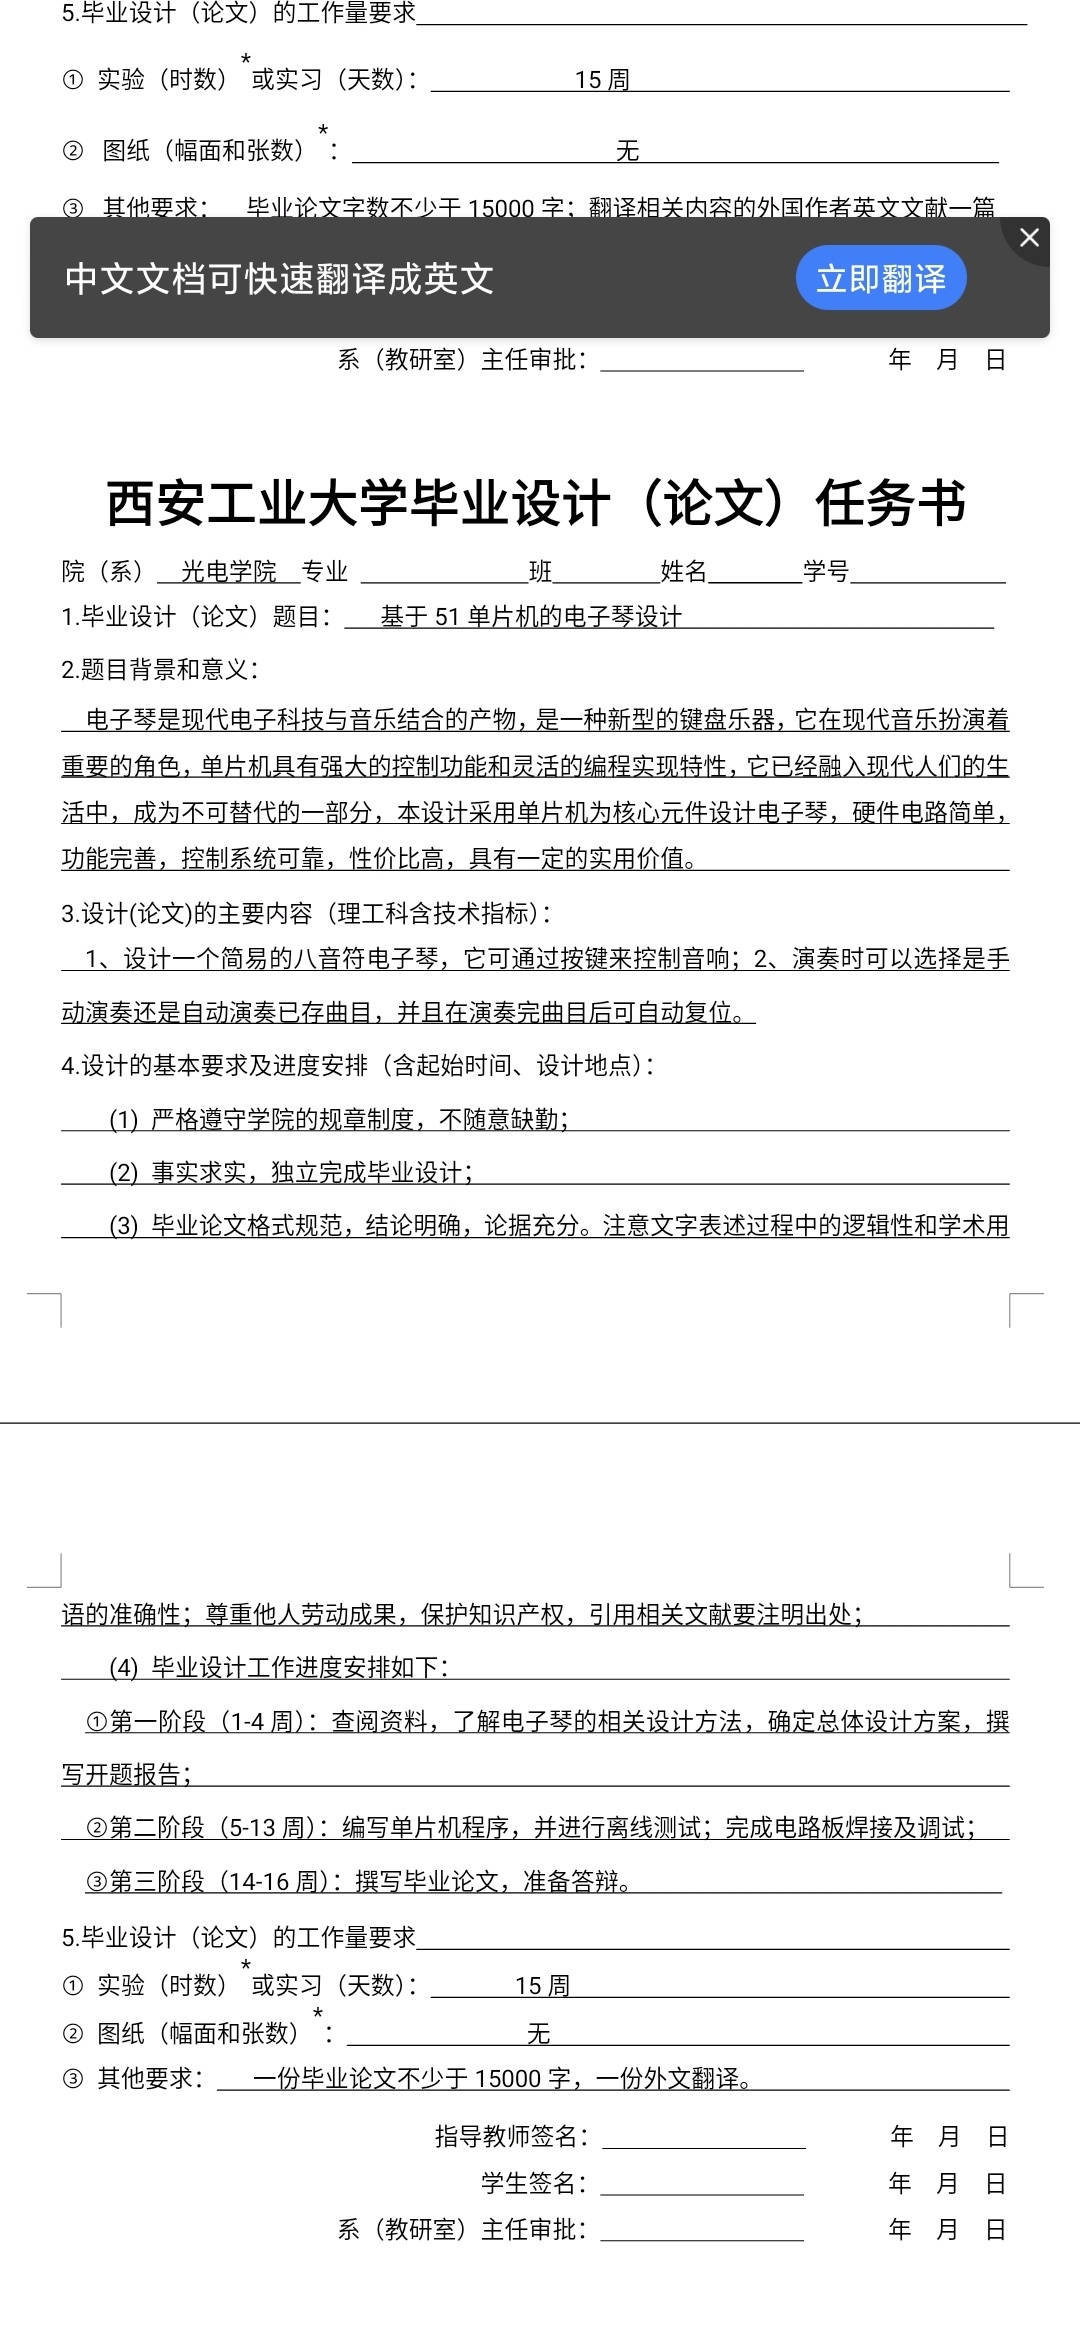 5.毕业设计（论文）的工作量要求
① 实验（时数）*或实习（天数）： 15 周
② 图纸（幅面和张数）*： 无
③ 其他要求： 毕业论文字数不少于 15000 字；翻译相关内容的外国作者英文文献一篇
中文文档可快速翻译成英文 立即翻译
系（教研室）主任审批： 年 月 日
西安工业大学毕业设计（论文）任务书
院（系） 光电学院 专业 班 姓名 学号
1.毕业设计（论文）题目： 基于 51 单片机的电子琴设计
2.题目背景和意义：
电子琴是现代电子科技与音乐结合的产物，是一种新型的键盘乐器，它在现代音乐扮演着
重要的角色，单片机具有强大的控制功能和灵活的编程实现特性，它已经融入现代人们的生
活中，成为不可替代的一部分，本设计采用单片机为核心元件设计电子琴，硬件电路简单，
功能完善，控制系统可靠，性价比高，具有一定的实用价值。
3.设计(论文)的主要内容（理工科含技术指标）：
1、设计一个简易的八音符电子琴，它可通过按键来控制音响；2、演奏时可以选择是手
动演奏还是自动演奏已存曲目，并且在演奏完曲目后可自动复位。
4.设计的基本要求及进度安排（含起始时间、设计地点）：
(1) 严格遵守学院的规章制度，不随意缺勤；
(2) 事实求实，独立完成毕业设计；
(3) 毕业论文格式规范，结论明确，论据充分。注意文字表述过程中的逻辑性和学术用
语的准确性；尊重他人劳动成果，保护知识产权，引用相关文献要注明出处；
(4) 毕业设计工作进度安排如下：
①第一阶段（1-4 周）：查阅资料，了解电子琴的相关设计方法，确定总体设计方案，撰
写开题报告；
②第二阶段（5-13 周）：编写单片机程序，并进行离线测试；完成电路板焊接及调试；
③第三阶段（14-16 周）：撰写毕业论文，准备答辩。
5.毕业设计（论文）的工作量要求
① 实验（时数）*或实习（天数）： 15 周
② 图纸（幅面和张数）*： 无
③ 其他要求： 一份毕业论文不少于 15000 字，一份外文翻译。
指导教师签名： 年 月 日
学生签名： 年 月 日
系（教研室）主任审批： 年 月 日